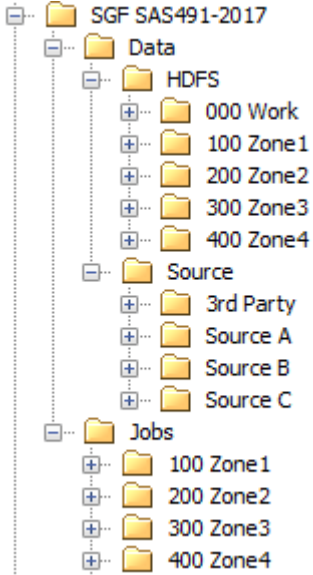 SGF SAS491-2017
Data
HDFS
000 Work
100 Zone1
200 Zone2
300 Zone3
400 Zone4
Source
3rd Party
Source A
Source B
Source C
Jobs
100 Zone1
200 Zone2
300 Zone3
400 Zone4